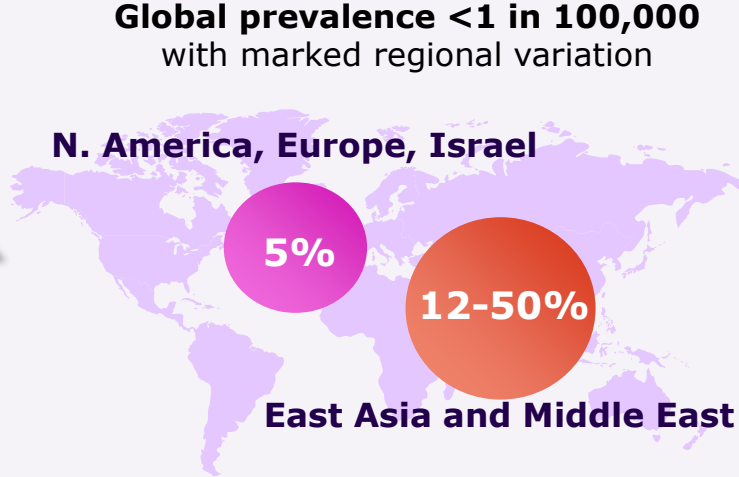 Global prevalence <1 in 100,000
with marked regional variation
N. America, Europe, Israel
5%
12-50%
East Asia and Middle East